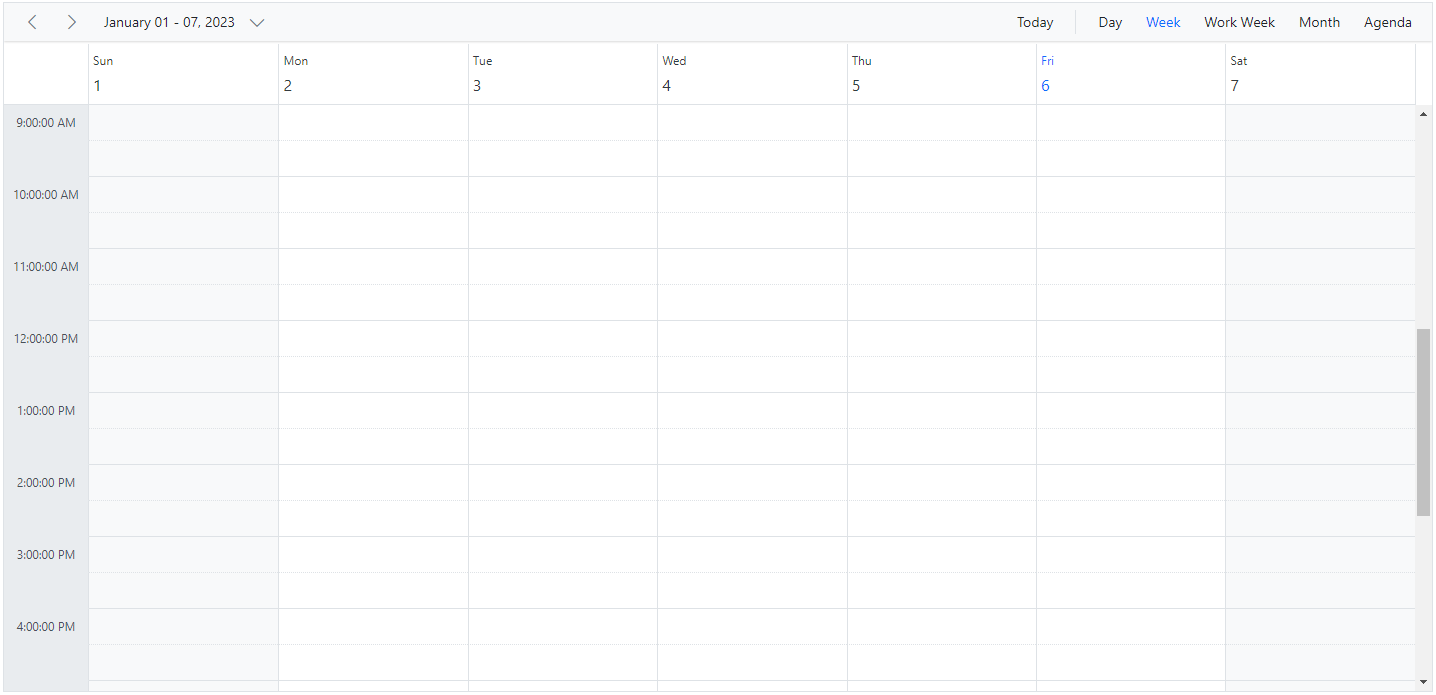 January 01 - 07, 2023 Today Day Week Work Week Month Agenda
Sun Mon Tue Wed Thu Fri Sat
1 2 3 4 5 6 7
9:00:00 AM
10:00:00 AM
11:00:00 AM
12:00:00 PM
1:00:00 PM
2:00:00 PM
3:00:00 PM
4:00:00 PM